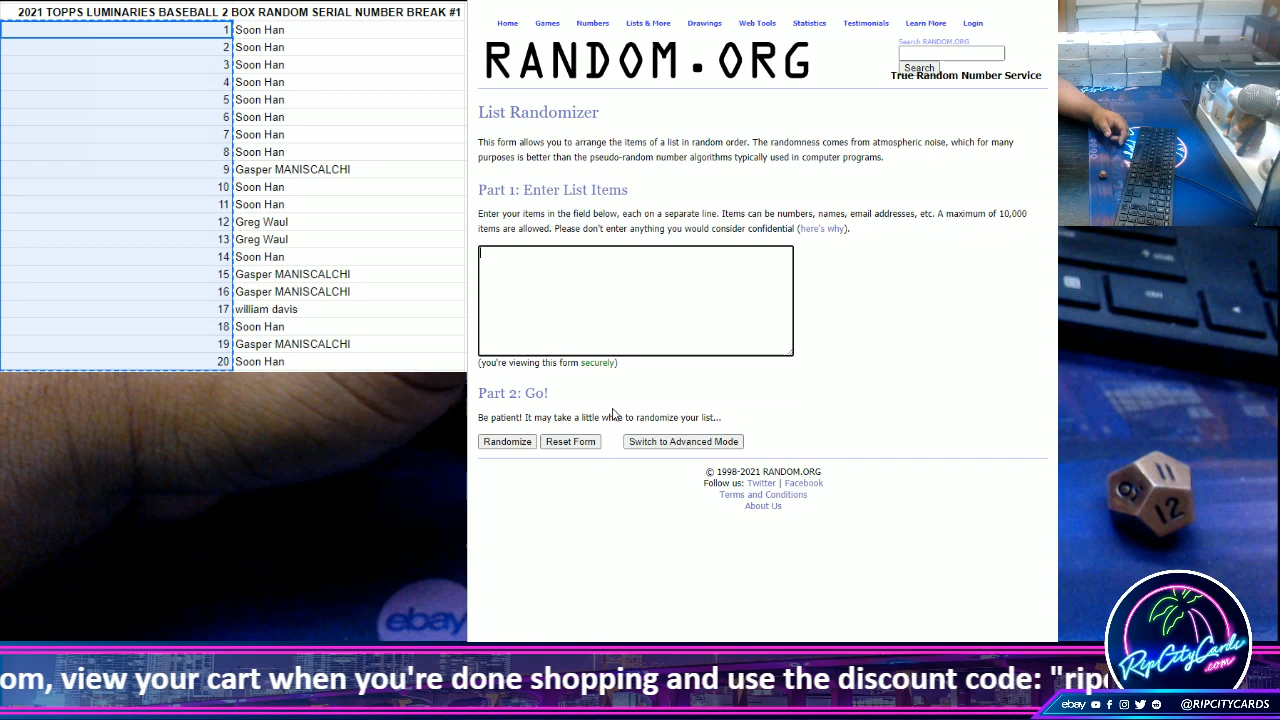 2021 TOPPS LUMINARIES BASEBALL 2 BOX RANDOM SERIAL NUMBER BREAK #1
1 Soon Han
2 Soon Han
3 Soon Han
4 Soon Han
5 Soon Han
6 Soon Han
7 Soon Han
8 Soon Han
9 Gasper MANISCALCHI
10 Soon Han
11 Soon Han
12 Greg Waul
13 Greg Waul
14 Soon Han
15 Gasper MANISCALCHI
16 Gasper MANISCALCHI
17 william davis
18 Soon Han
19 Gasper MANISCALCHI
20 Soon Han
Home Games Numbers Lists & More Drawings Web Tools Statistics Testimonials Learn More Login
RANDOM.ORG
Search RANDOM.ORG
Search
True Random Number Service
List Randomizer
This form allows you to arrange the items of a list in random order. The randomness comes from atmospheric noise, which for many
purposes is better than the pseudo-random number algorithms typically used in computer programs.
Part 1: Enter List Items
Enter your items in the field below, each on a separate line. Items can be numbers, names, email addresses, etc. A maximum of 10,000
items are allowed. Please don't enter anything you would consider confidential (here's why).
(you're viewing this form securely)
Part 2: Go!
Be patient! It may take a little while to randomize your list...
Randomize Reset Form Switch to Advanced Mode
© 1998-2021 RANDOM.ORG
Follow us: Twitter | Facebook
Terms and Conditions
About Us
9 11 12
ebay
om, view your cart when you're done shopping and use the discount code: "ripc
RipCityCards
.com
ebay @RIPCITYCARDS